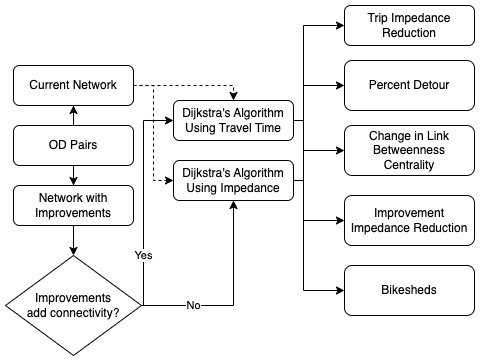 Current Network
OD Pairs
Network with
Improvements
Improvements
add connectivity?
Yes
No
Dijkstra's Algorithm
Using Travel Time
Dijkstra's Algorithm
Using Impedance
Trip Impedance
Reduction
Percent Detour
Change in Link
Betweenness
Centrality
Improvement
Impedance Reduction
Bikesheds